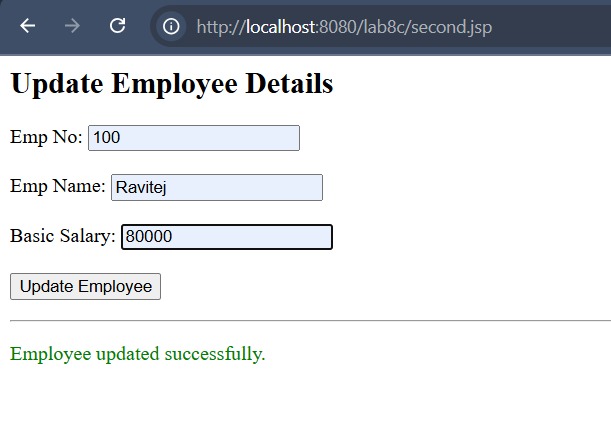 http://localhost:8080/lab8c/second.jsp
Update Employee Details
Emp No: 100
Emp Name: Ravitej
Basic Salary: 80000
Update Employee
Employee updated successfully.